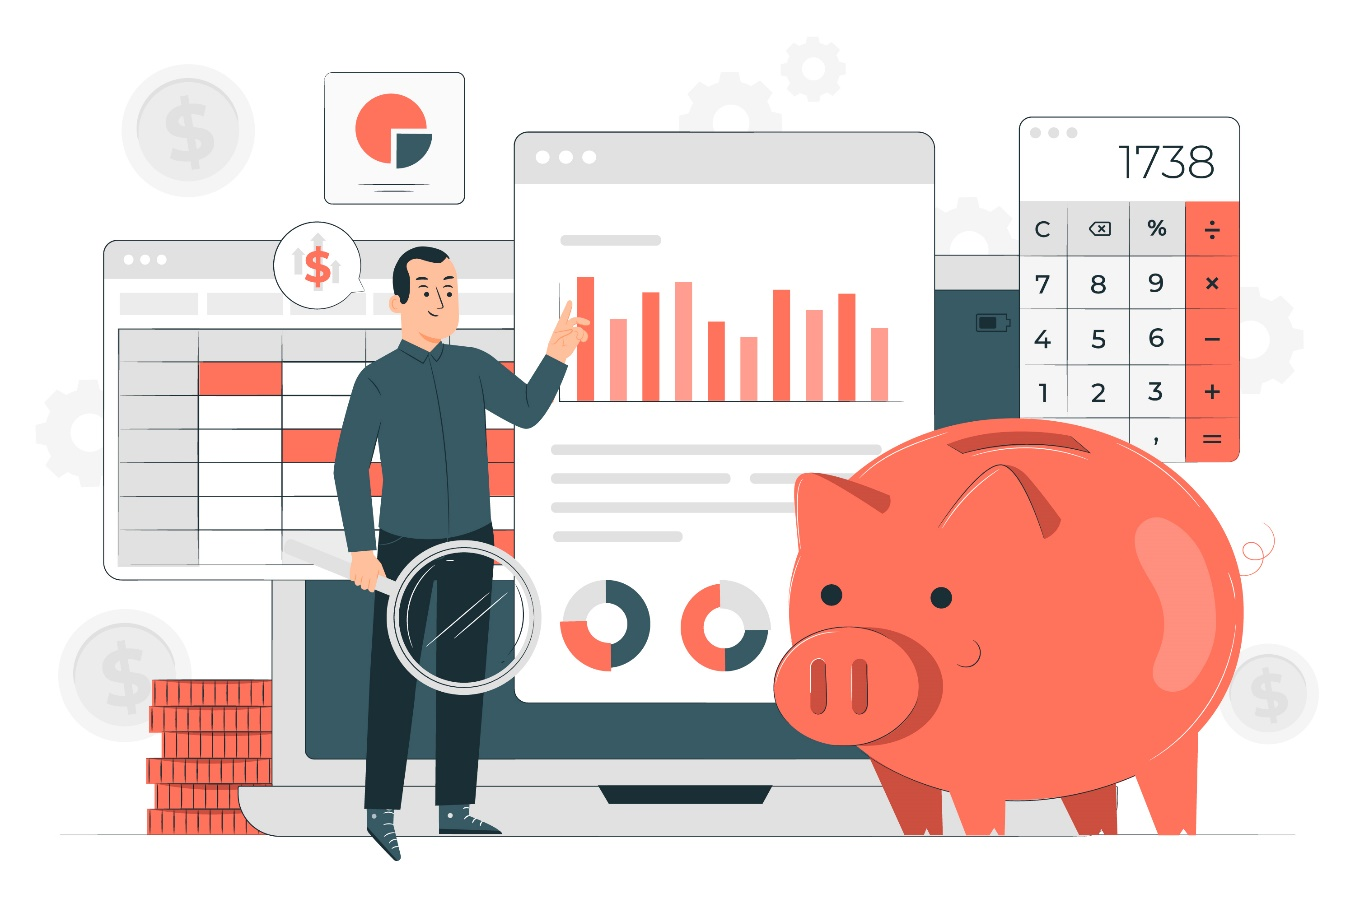 $
$
1738
C % ÷
7 8 9 ×
4 5 6 −
1 2 3 +
, =
$
$